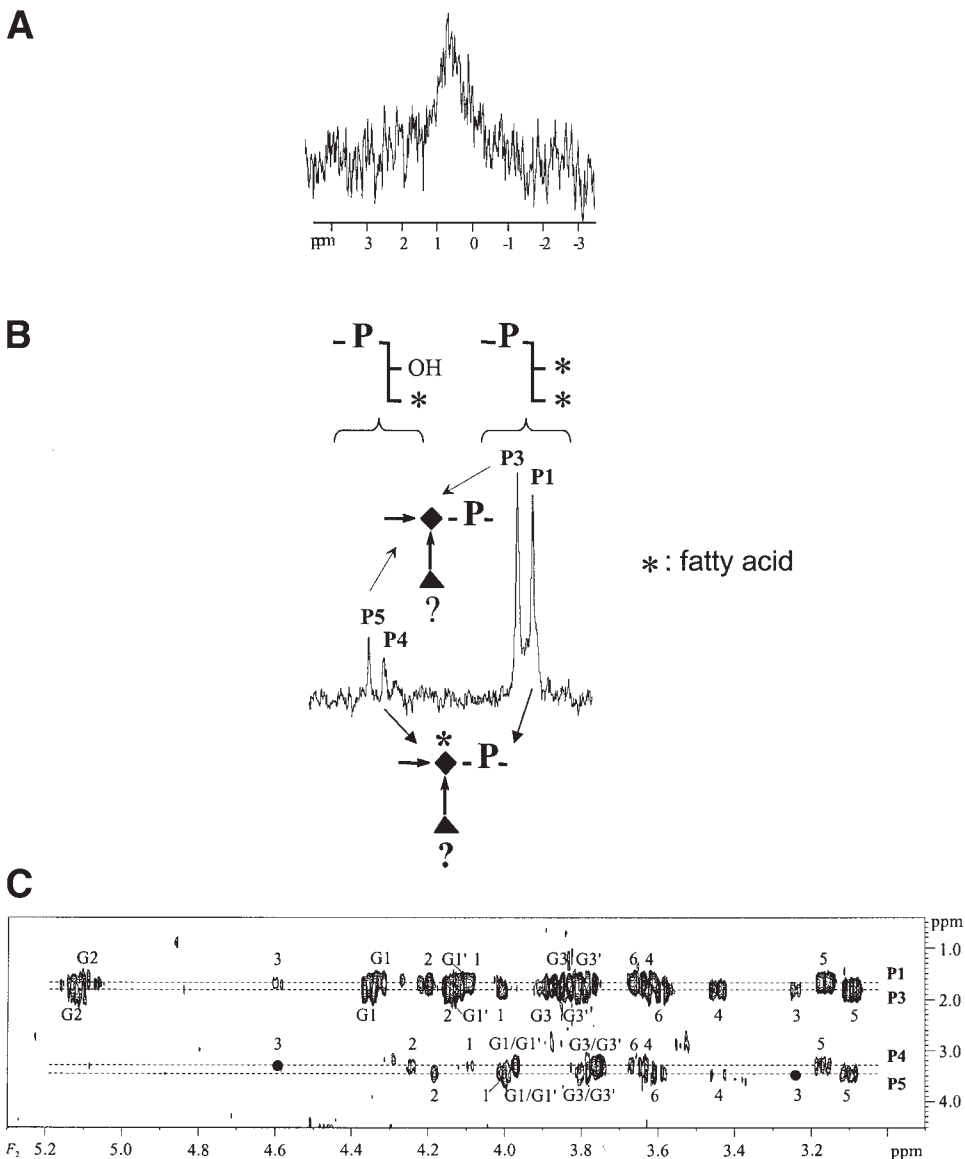 A
ppm 3 2 1 0 -1 -2 -3
B
P P
OH *
* *
P3
P1
P
* : fatty acid
?
P5
P4
*
P
?
C
ppm
G2 3 G1 2 G1' 1 G3 G3' 6 4 5
1.0
P1
P3
2.0
G2 G1 2 G1' 1 G3 G3' 6 4 3 5
3 2 1 G1/G1' G3/G3' 6 4 5
3.0
P4
P5
2 1 G1/G1' G3/G3' 6 4 3 5
4.0
F2 5.2 5.0 4.8 4.6 4.4 4.2 4.0 3.8 3.6 3.4 3.2 ppm